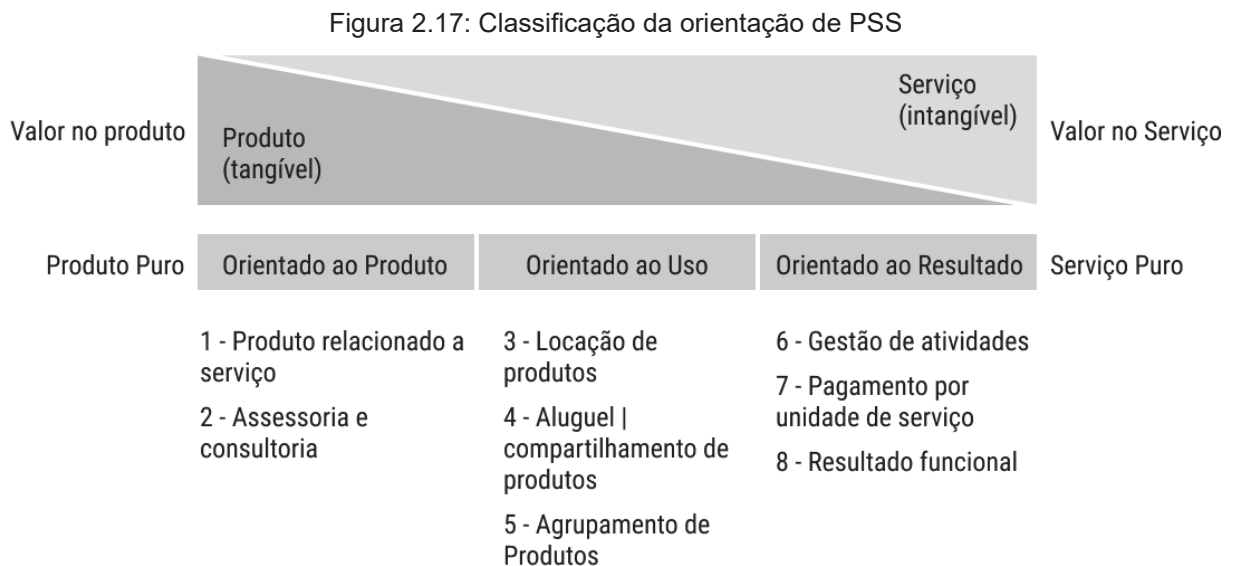 Figura 2.17: Classificação da orientação de PSS
Valor no produto
Produto
(tangível)
Serviço
(intangível)
Valor no Serviço
Produto Puro
Orientado ao Produto
Orientado ao Uso
Orientado ao Resultado
Serviço Puro
1 - Produto relacionado a
serviço
2 - Assessoria e
consultoria
3 - Locação de
produtos
4 - Aluguel |
compartilhamento de
produtos
5 - Agrupamento de
Produtos
6 - Gestão de atividades
7 - Pagamento por
unidade de serviço
8 - Resultado funcional